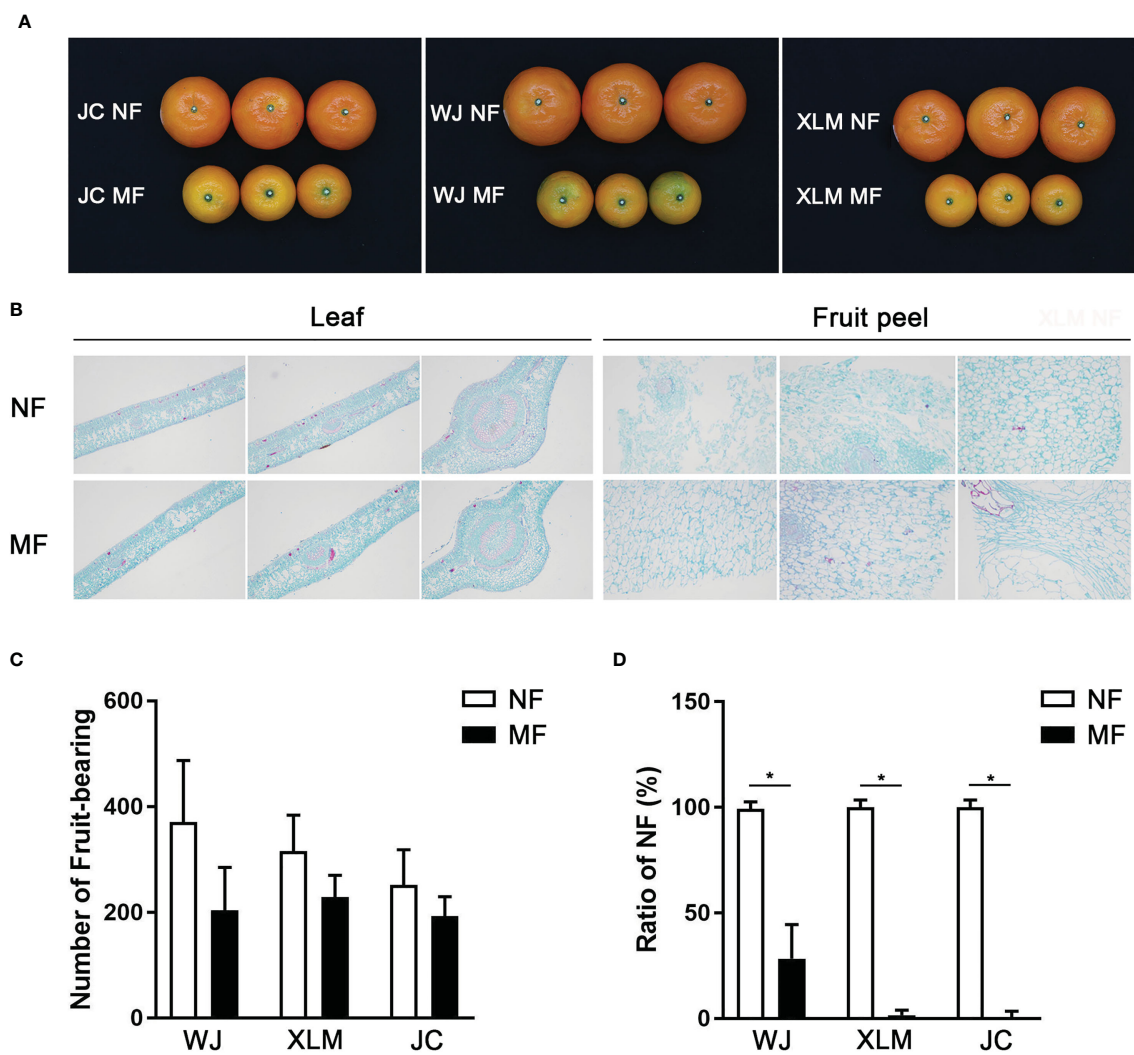 A
JC NF
JC MF
WJ NF
WJ MF
XLM NF
XLM MF
B
Leaf
Fruit peel
XLM NF
NF
MF
C
Number of Fruit-bearing
600
400
200
0
WJ
XLM
JC
NF
MF
D
Ratio of NF (%)
150
100
50
0
*
*
*
WJ
XLM
JC
NF
MF